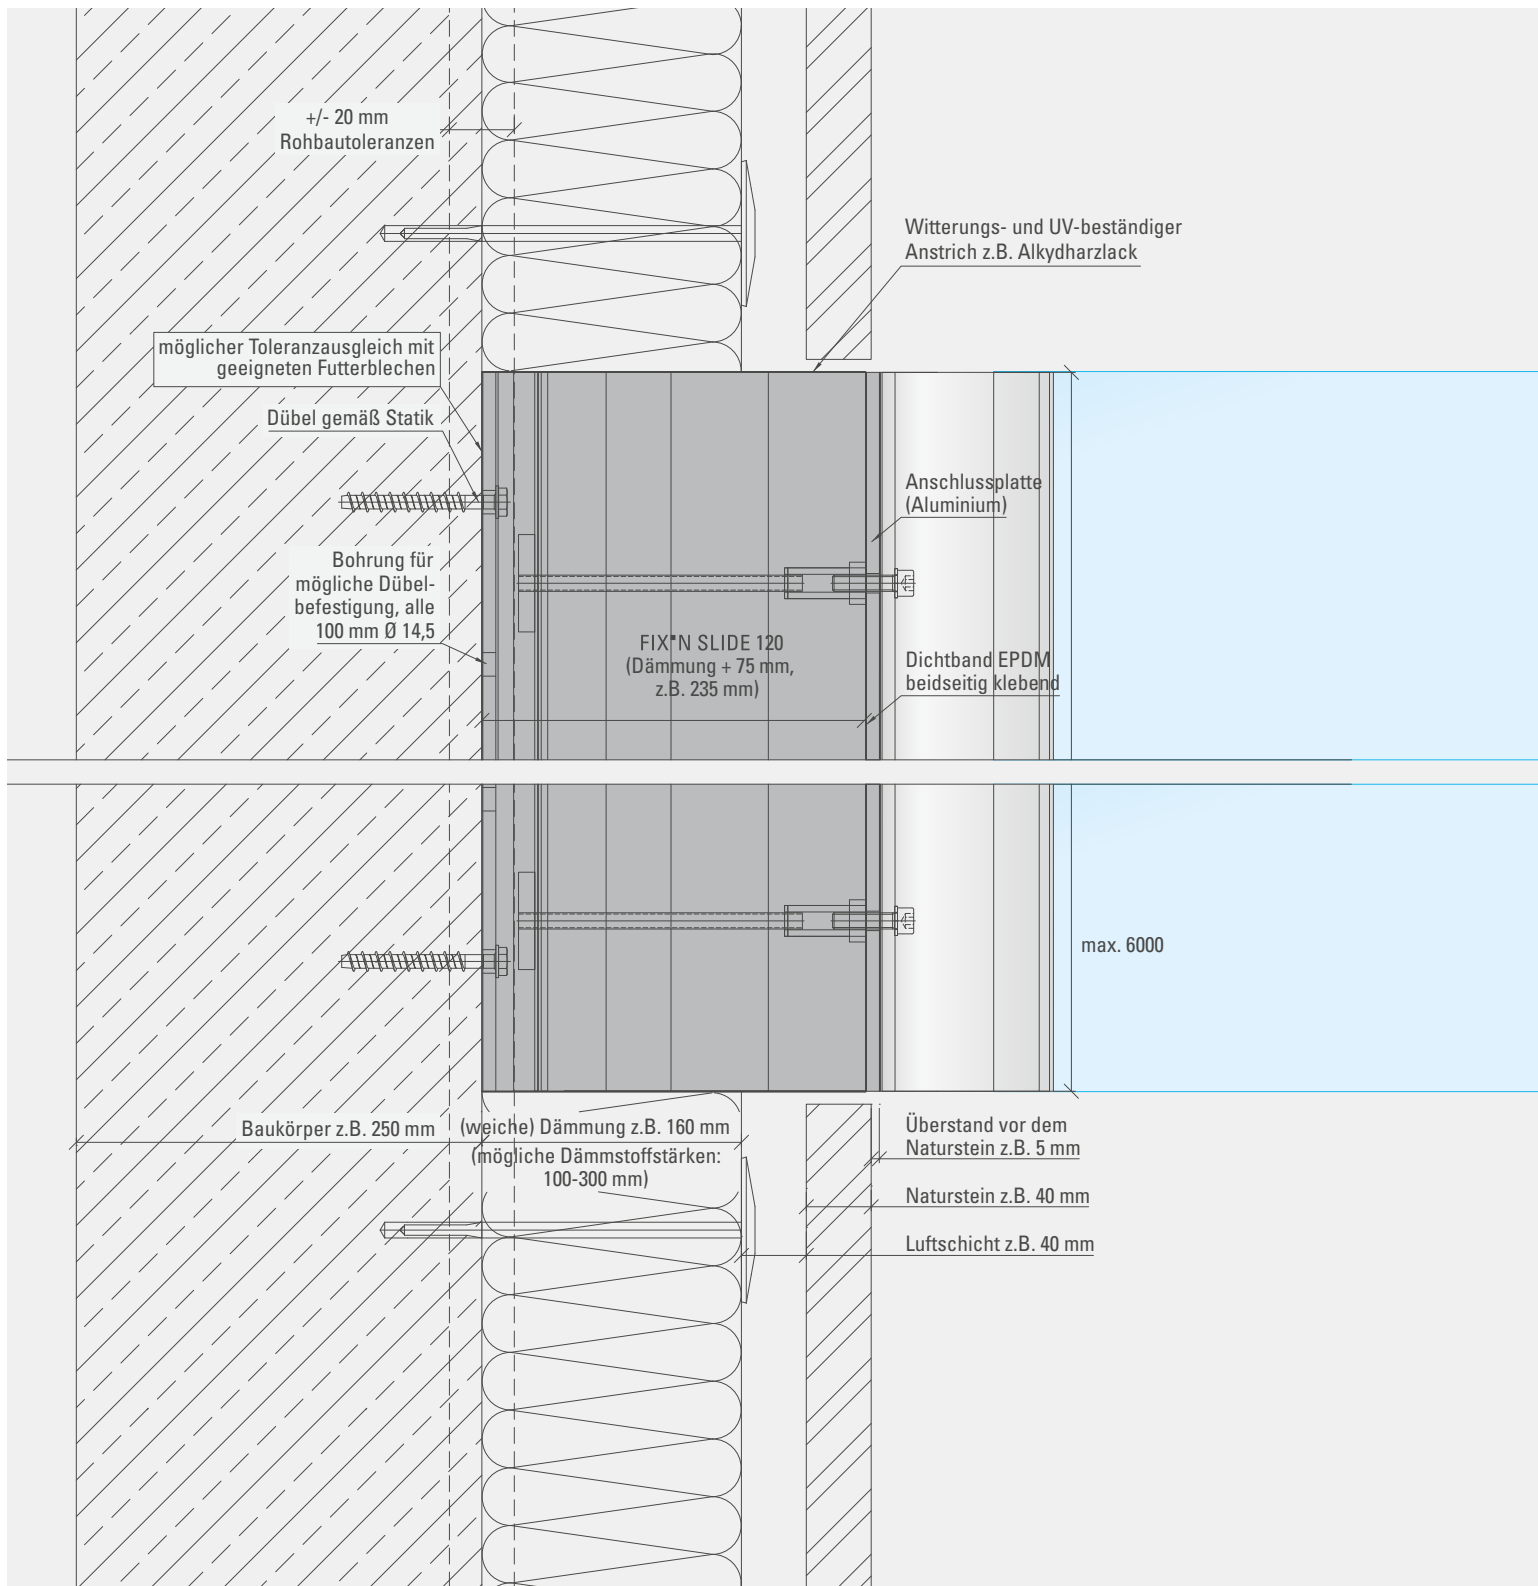 +/- 20 mm
Rohbautoleranzen
Witterungs- und UV-beständiger
Anstrich z.B. Alkydharzlack
möglicher Toleranzausgleich mit
geeigneten Futterblechen
Dübel gemäß Statik
Anschlussplatte
(Aluminium)
Bohrung für
mögliche Dübel-
befestigung, alle
100 mm Ø 14,5
FIX■N SLIDE 120
(Dämmung + 75 mm,
z.B. 235 mm)
Dichtband EPDM
beidseitig klebend
max. 6000
Baukörper z.B. 250 mm
(weiche) Dämmung z.B. 160 mm
(mögliche Dämmstoffstärken:
100-300 mm)
Überstand vor dem
Naturstein z.B. 5 mm
Naturstein z.B. 40 mm
Luftschicht z.B. 40 mm